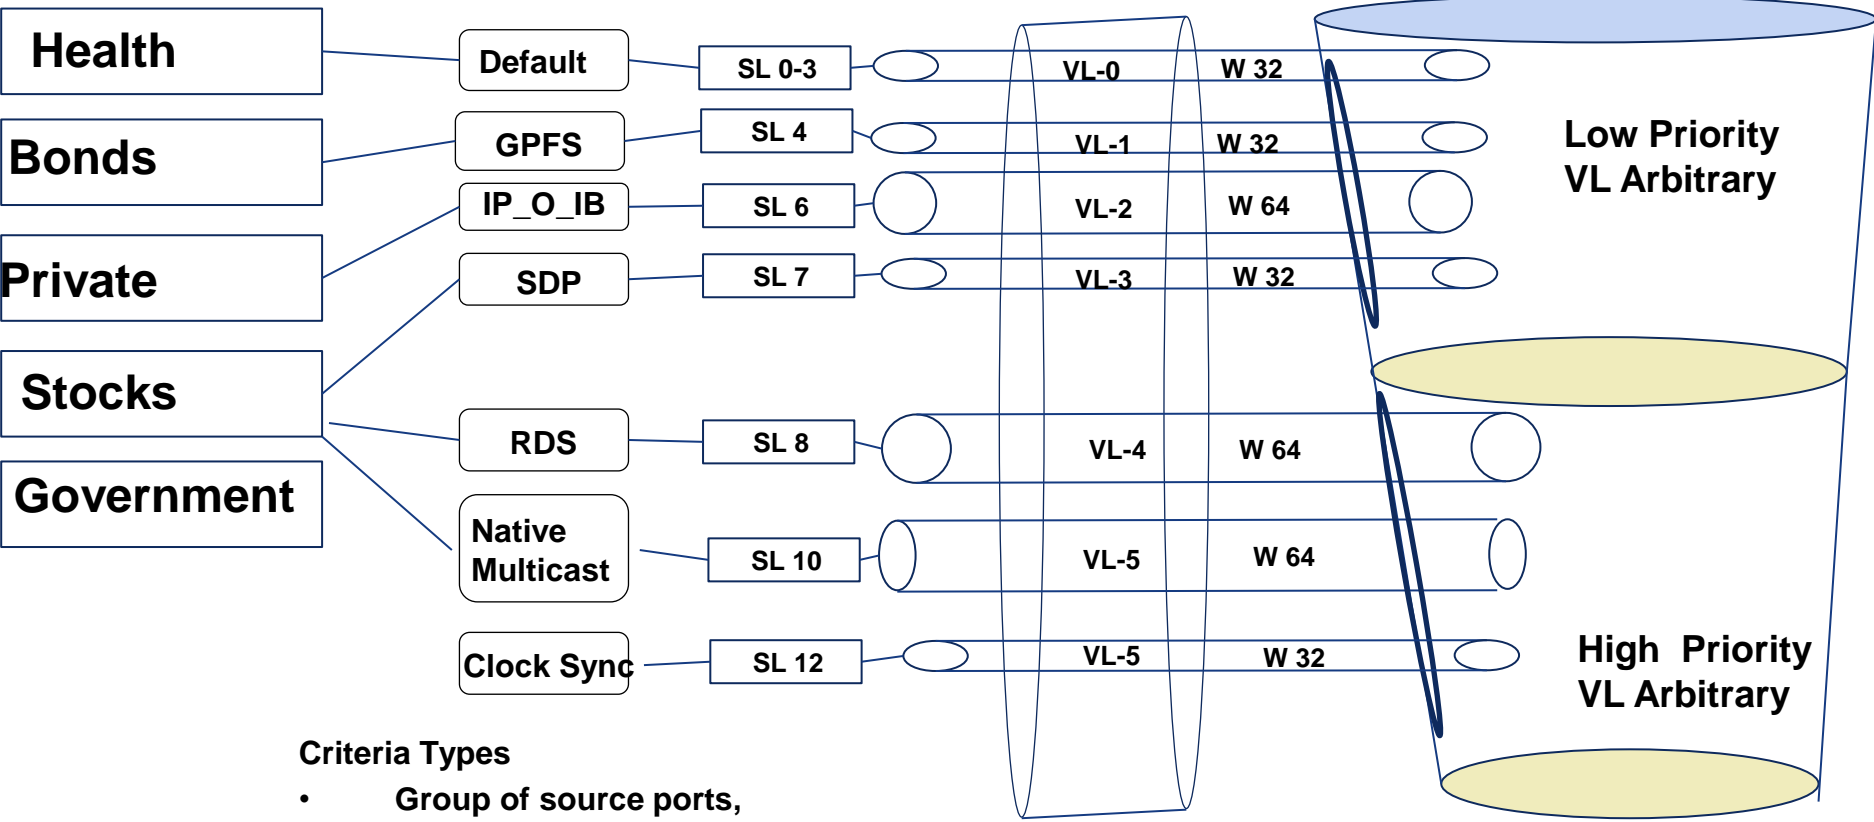 Health
Default
SL 0-3
VL-0
W 32
Bonds
GPFS
SL 4
VL-1
W 32
Low Priority
VL Arbitrary
Private
IP_O_IB
SL 6
VL-2
W 64
SDP
SL 7
VL-3
W 32
Stocks
RDS
SL 8
VL-4
W 64
Government
Native
Multicast
SL 10
VL-5
W 64
Clock Sync
SL 12
VL-5
W 32
High Priority
VL Arbitrary
Criteria Types
• Group of source ports,